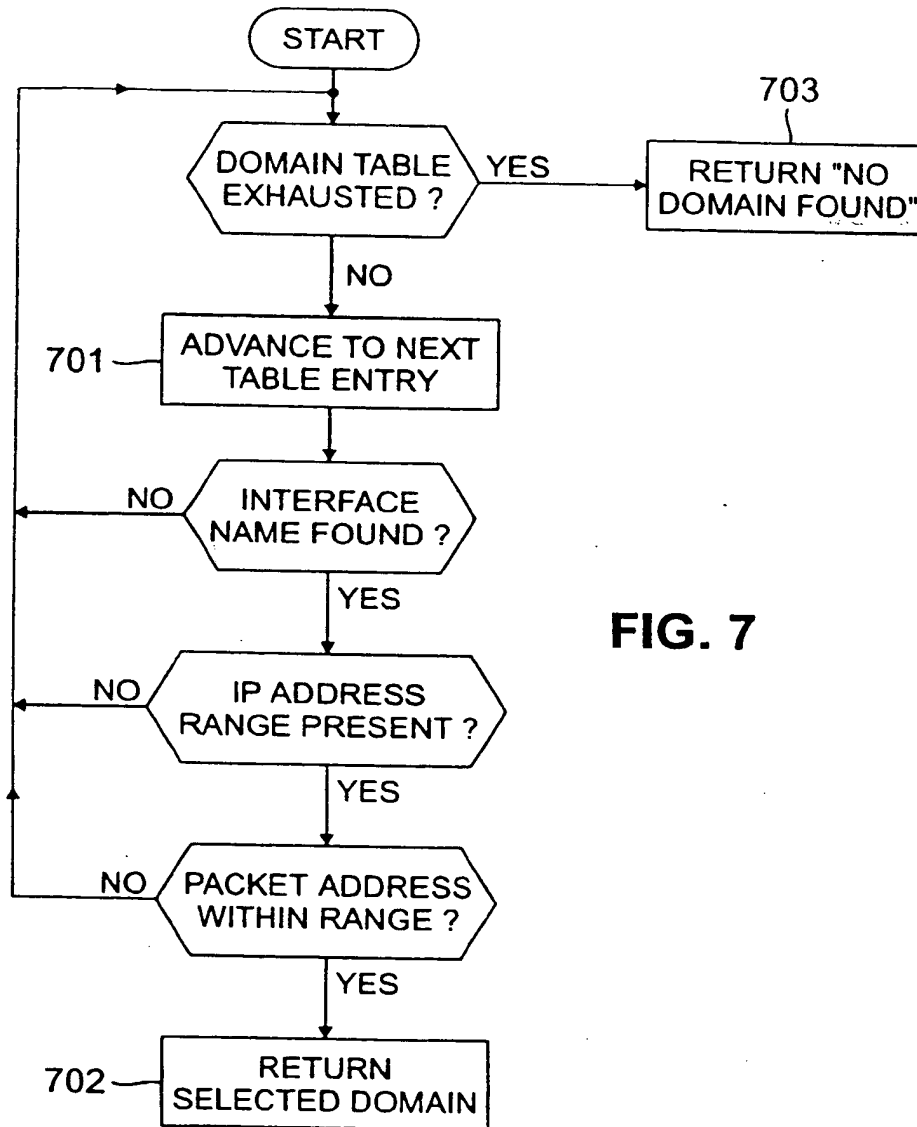 START
703
DOMAIN TABLE
EXHAUSTED ?
YES
RETURN "NO
DOMAIN FOUND"
NO
701
ADVANCE TO NEXT
TABLE ENTRY
NO
INTERFACE
NAME FOUND ?
YES
FIG. 7
NO
IP ADDRESS
RANGE PRESENT ?
YES
NO
PACKET ADDRESS
WITHIN RANGE ?
YES
702
RETURN
SELECTED DOMAIN